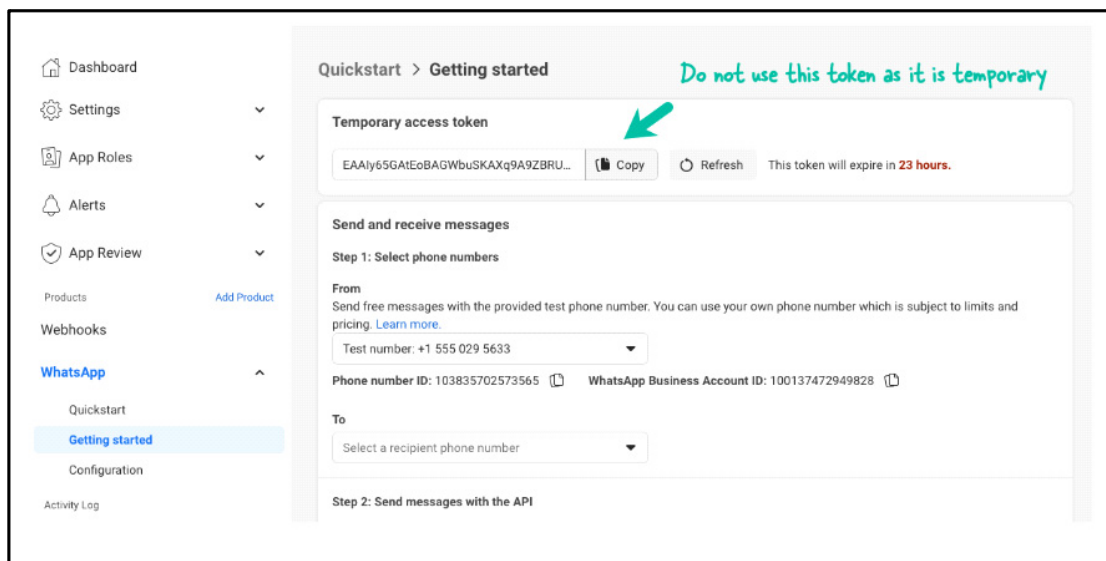 Dashboard
Settings
App Roles
Alerts
App Review
Products Add Product
Webhooks
WhatsApp
Quickstart
Getting started
Configuration
Activity Log
Quickstart > Getting started
Do not use this token as it is temporary
Temporary access token
EAAIy65GAtEoBAGWbuSKAXq9A9ZBRU... Copy Refresh This token will expire in 23 hours.
Send and receive messages
Step 1: Select phone numbers
From
Send free messages with the provided test phone number. You can use your own phone number which is subject to limits and
pricing. Learn more.
Test number: +1 555 029 5633
Phone number ID: 103835702573565 WhatsApp Business Account ID: 100137472949828
To
Select a recipient phone number
Step 2: Send messages with the API